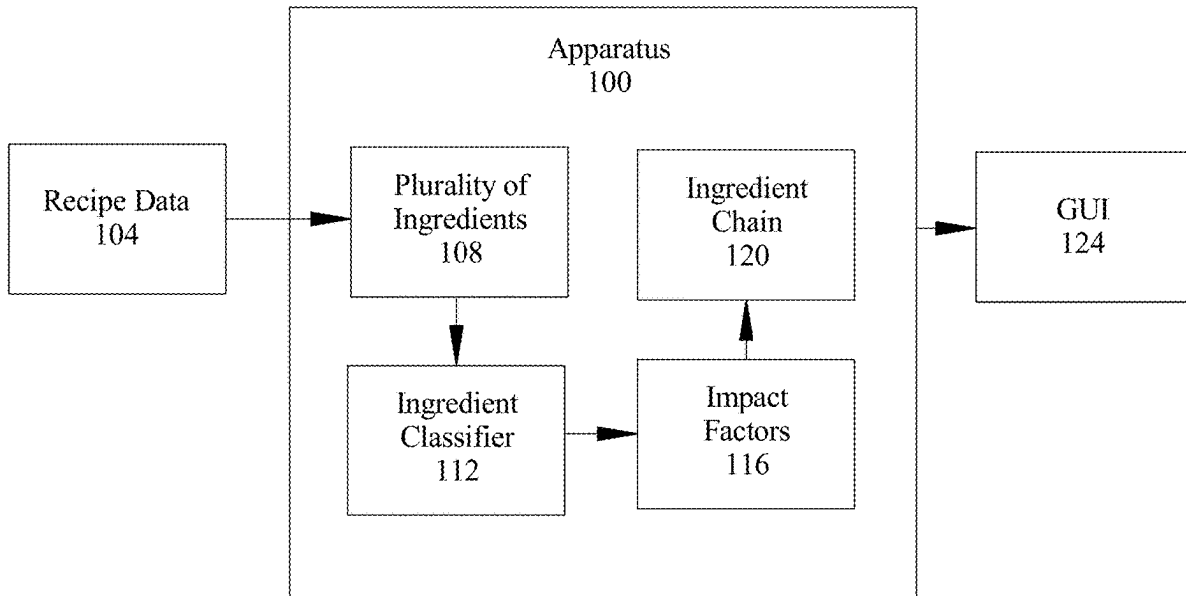 Apparatus
100
Recipe Data
104
Plurality of
Ingredients
108
Ingredient
Classifier
112
Impact
Factors
116
Ingredient
Chain
120
GUI
124